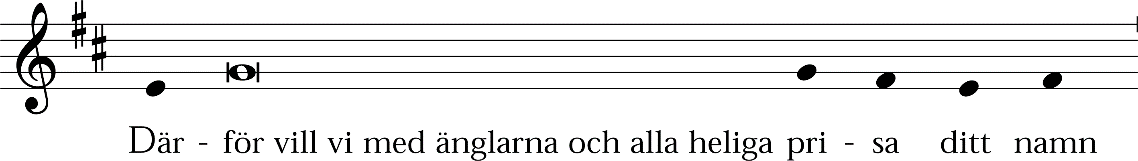 Där - för vill vi med änglarna och alla heliga pri - sa ditt namn